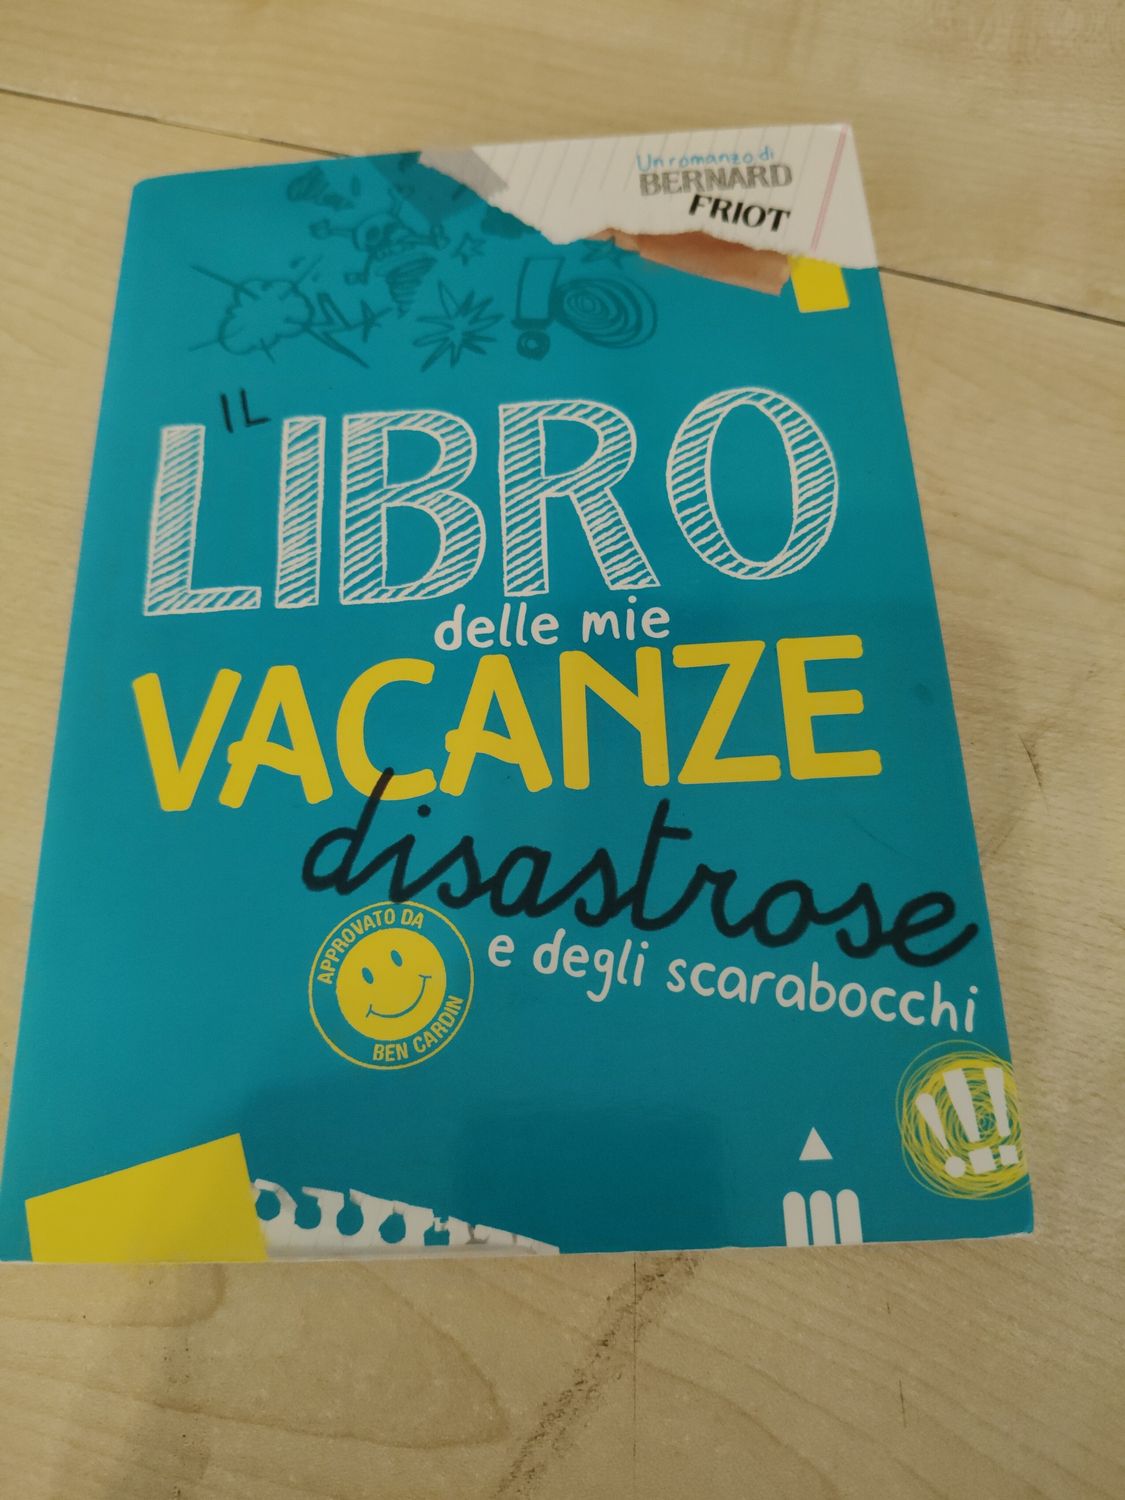 Un romanzo di
BERNARD
FRIOT
IL
LIBRO
delle mie
VACANZE
disastrose
e degli scarabocchi
APPROVATO DA
BEN CARDIN
!!!